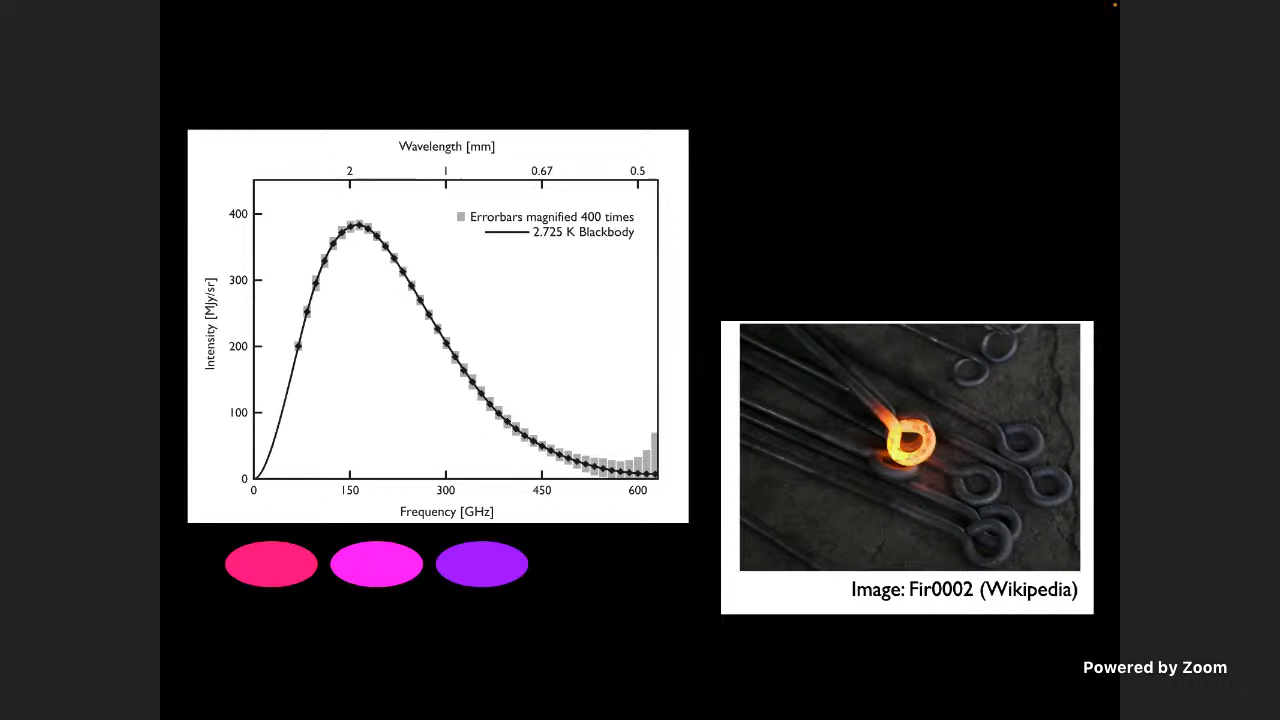 Wavelength [mm]
2 1 0.67 0.5
400
Errorbars magnified 400 times
2.725 K Blackbody
300
Intensity [MJy/sr]
200
100
0
0 150 300 450 600
Frequency [GHz]
Image: Fir0002 (Wikipedia)
Powered by Zoom